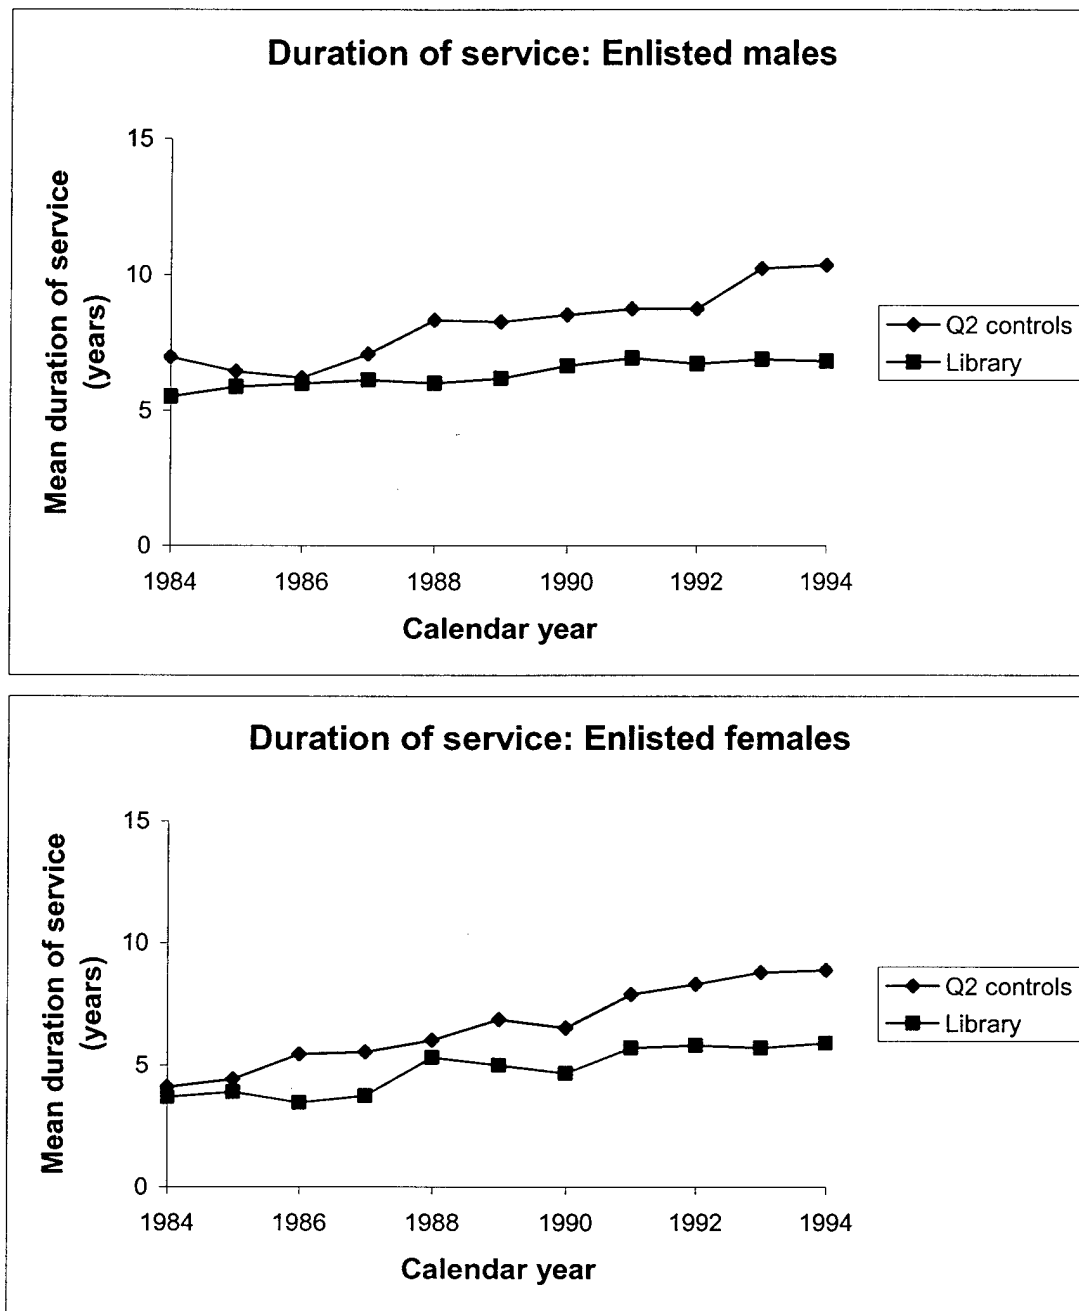 Duration of service: Enlisted males
Mean duration of service
(years)
15
10
5
0
1984
1986
1988
1990
1992
1994
Calendar year
Q2 controls
Library
Duration of service: Enlisted females
Mean duration of service
(years)
15
10
5
0
1984
1986
1988
1990
1992
1994
Calendar year
Q2 controls
Library